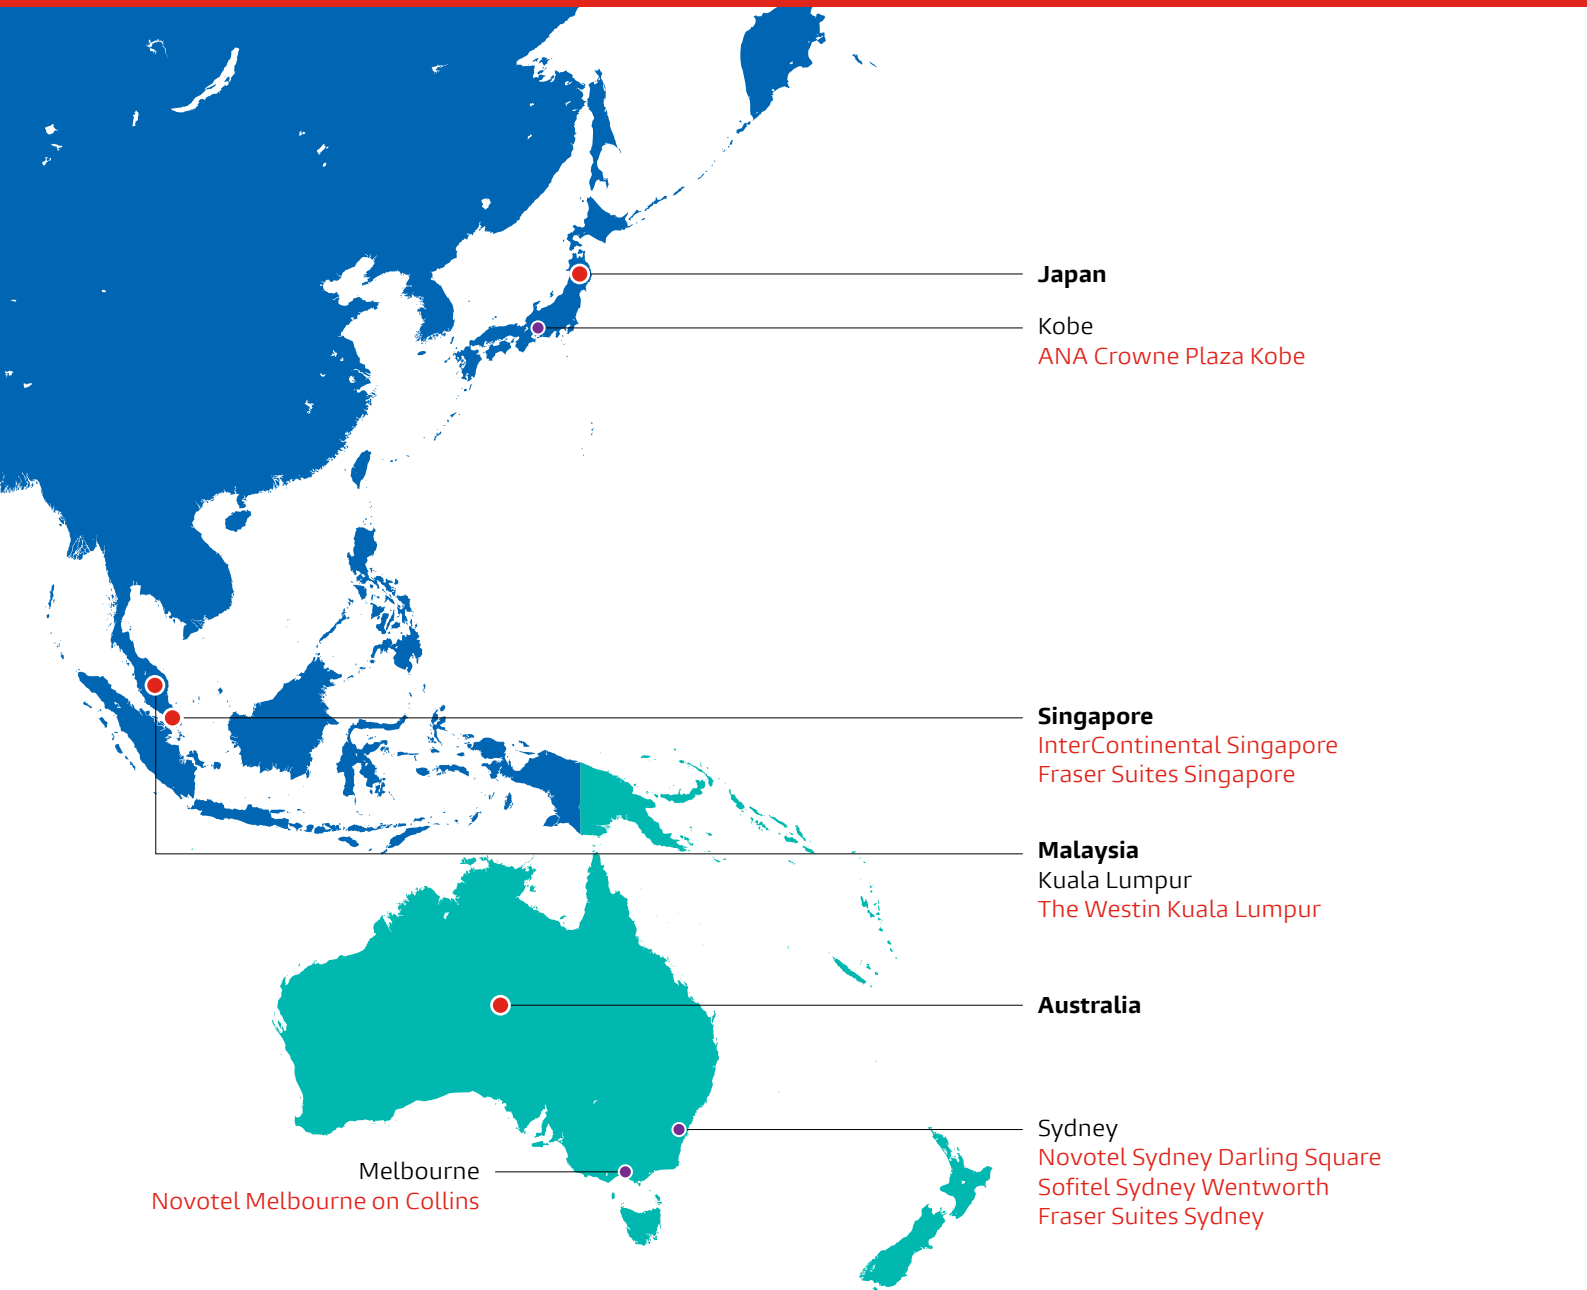 Japan
Kobe
ANA Crowne Plaza Kobe
Singapore
InterContinental Singapore
Fraser Suites Singapore
Malaysia
Kuala Lumpur
The Westin Kuala Lumpur
Australia
Sydney
Novotel Sydney Darling Square
Sofitel Sydney Wentworth
Fraser Suites Sydney
Melbourne
Novotel Melbourne on Collins